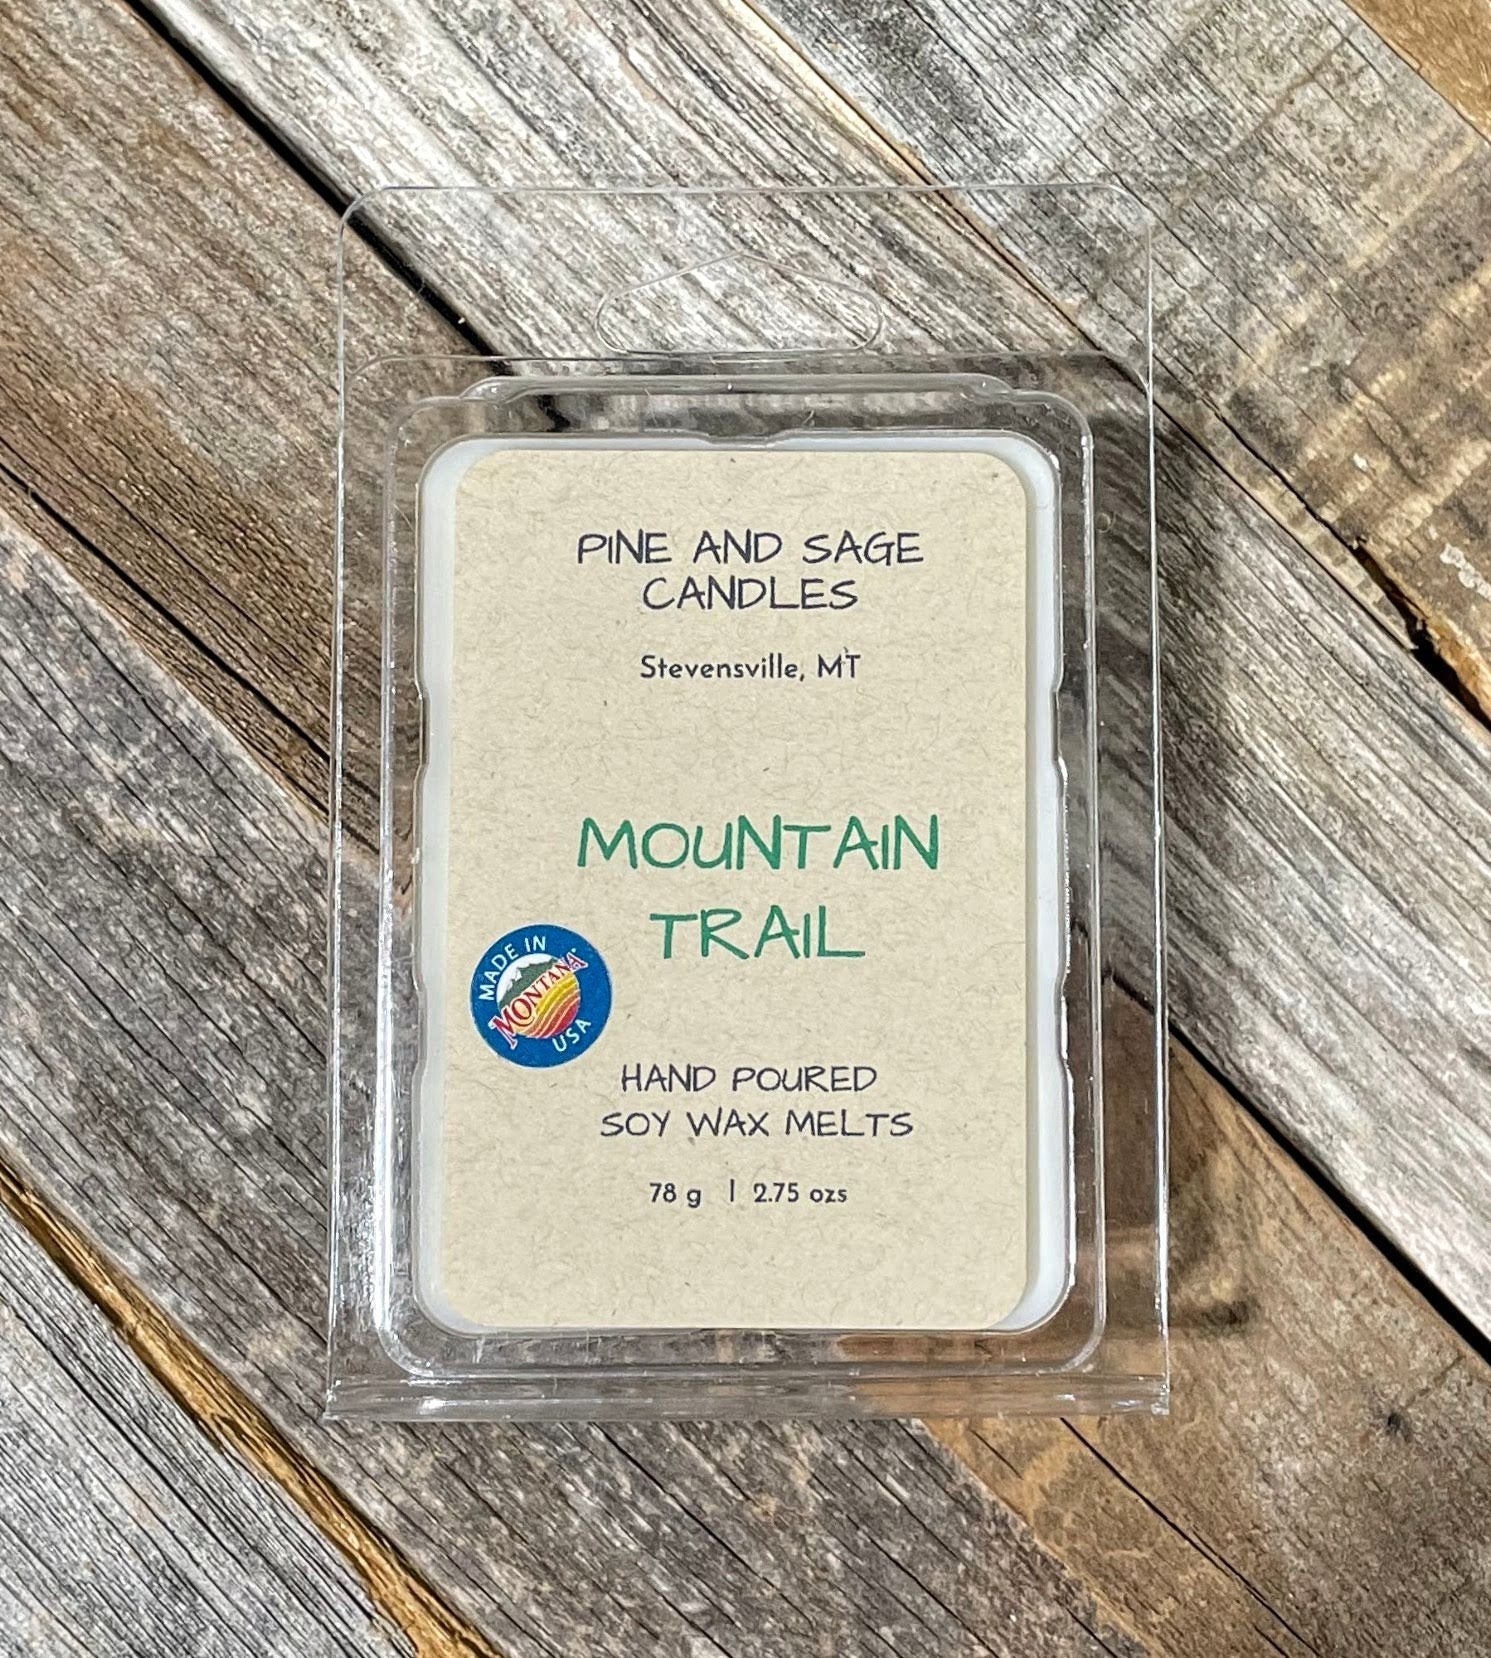 PINE AND SAGE
CANDLES
Stevensville, MT
MOUNTAIN
TRAIL
MADE IN
MONTANA
USA
HAND POURED
SOY WAX MELTS
78 g | 2.75 ozs